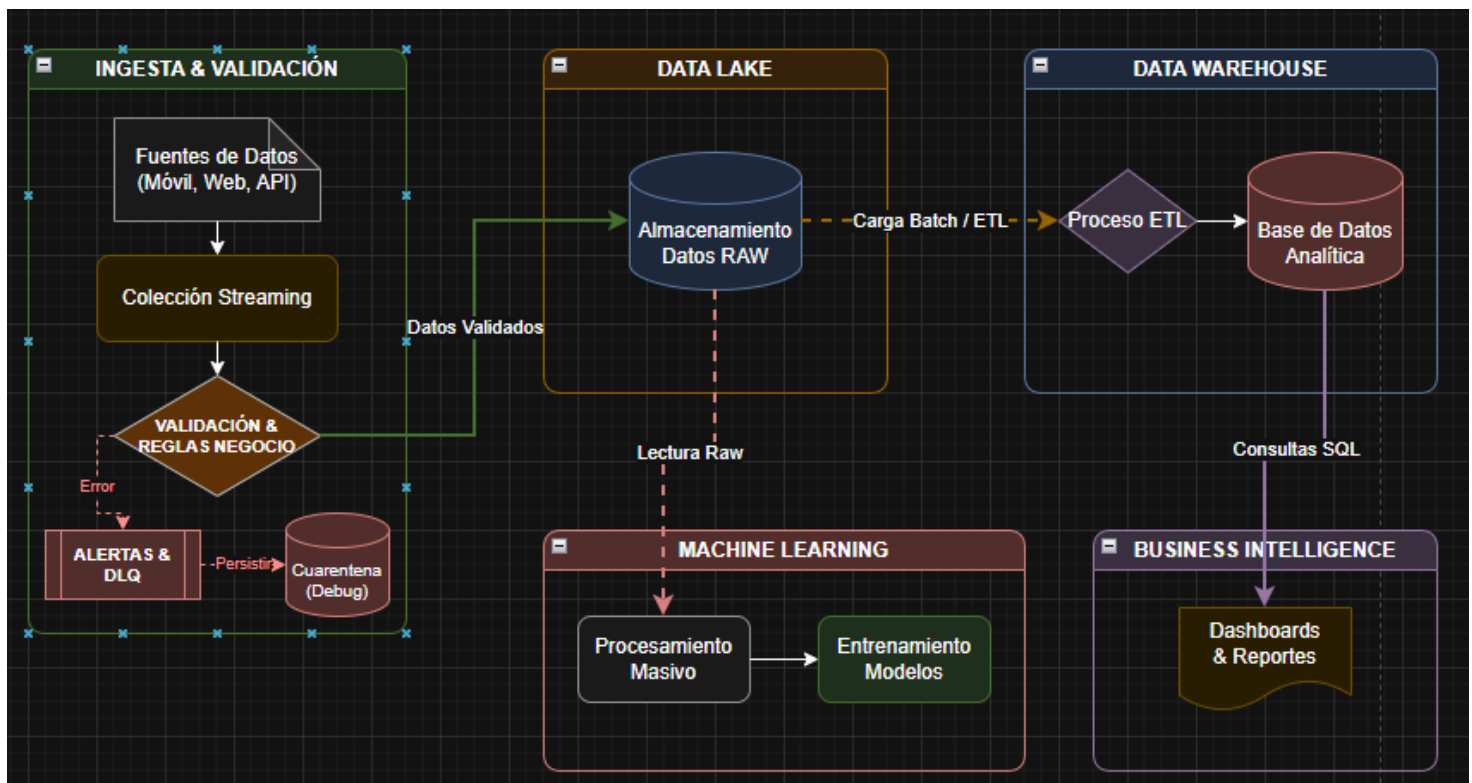 INGESTA & VALIDACIÓN
Fuentes de Datos
(Móvil, Web, API)
Colección Streaming
VALIDACIÓN &
REGLAS NEGOCIO
Error
ALERTAS &
DLQ
Persistir
Cuarentena
(Debug)
Datos Validados
DATA LAKE
Almacenamiento
Datos RAW
Carga Batch / ETL
DATA WAREHOUSE
Proceso ETL
Base de Datos
Analítica
Lectura Raw
Consultas SQL
MACHINE LEARNING
Procesamiento
Masivo
Entrenamiento
Modelos
BUSINESS INTELLIGENCE
Dashboards
& Reportes